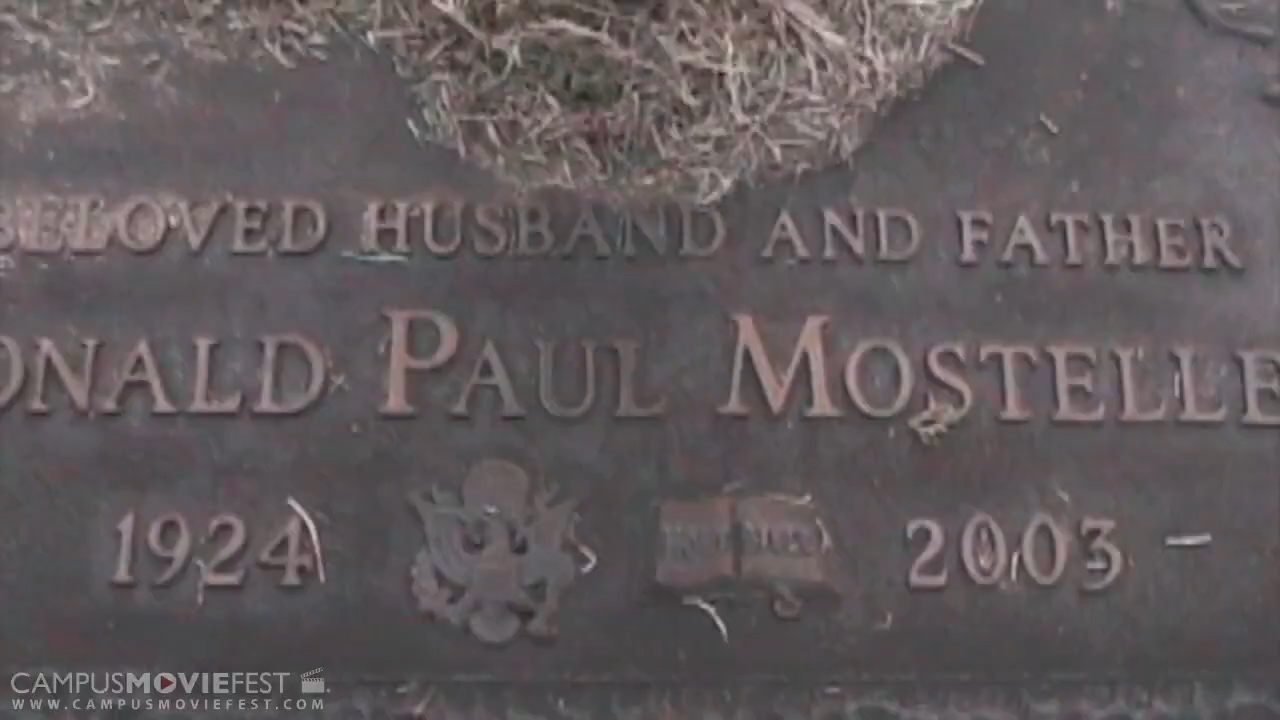 BELOVED HUSBAND AND FATHER
ONALD PAUL MOSTELLE
1924 2003
CAMPUSMOVIEFEST
WWW.CAMPUSMOVIEFEST.COM